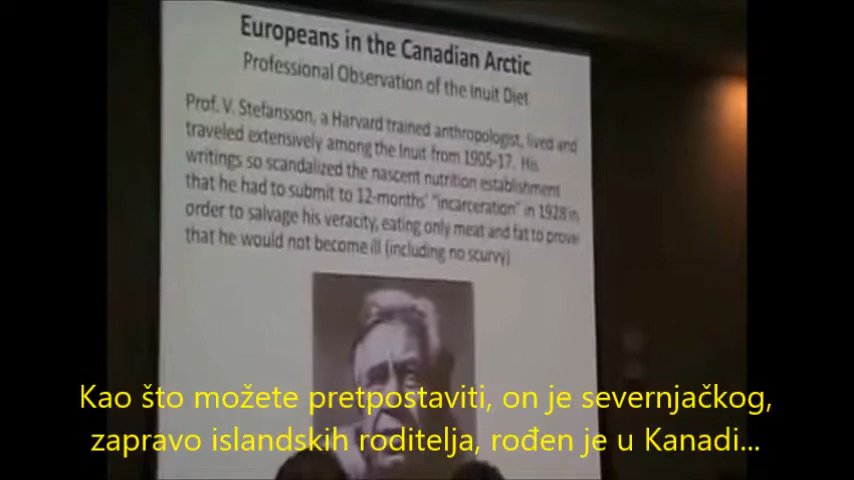 Europeans in the Canadian Arctic
Professional Observation of the Inuit Diet
Prof. V. Stefansson, a Harvard trained anthropologist, lived and
traveled extensively among the Inuit from 1905-17. His
writings so scandalized the nascent nutrition establishment
that he had to submit to 12-months' "incarceration" in 1928 in
order to salvage his veracity, eating only meat and fat to prove
that he would not become ill (including no scurvy)
Kao što možete pretpostaviti, on je severnjačkog,
zapravo islandskih roditelja, rođen je u Kanadi...